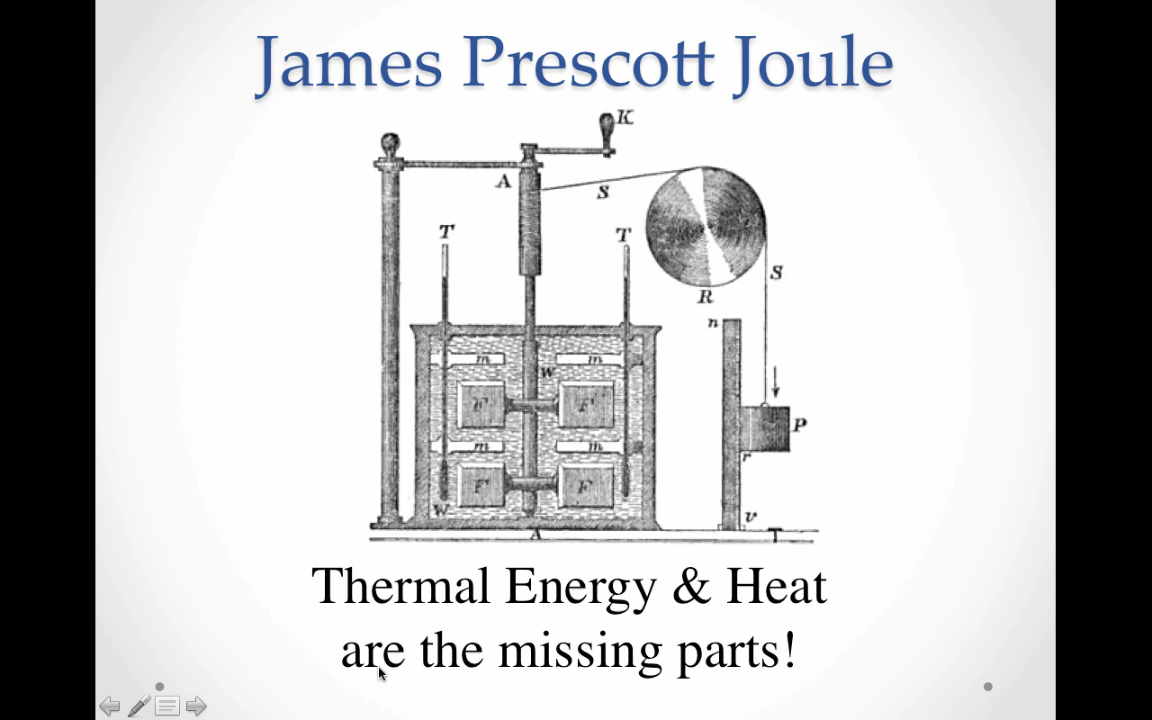 James Prescott Joule
K
A
S
T
T
S
R
n
m
m
w
F
F
P
m
m
r
F
F
W
v
A
T
Thermal Energy & Heat
are the missing parts!